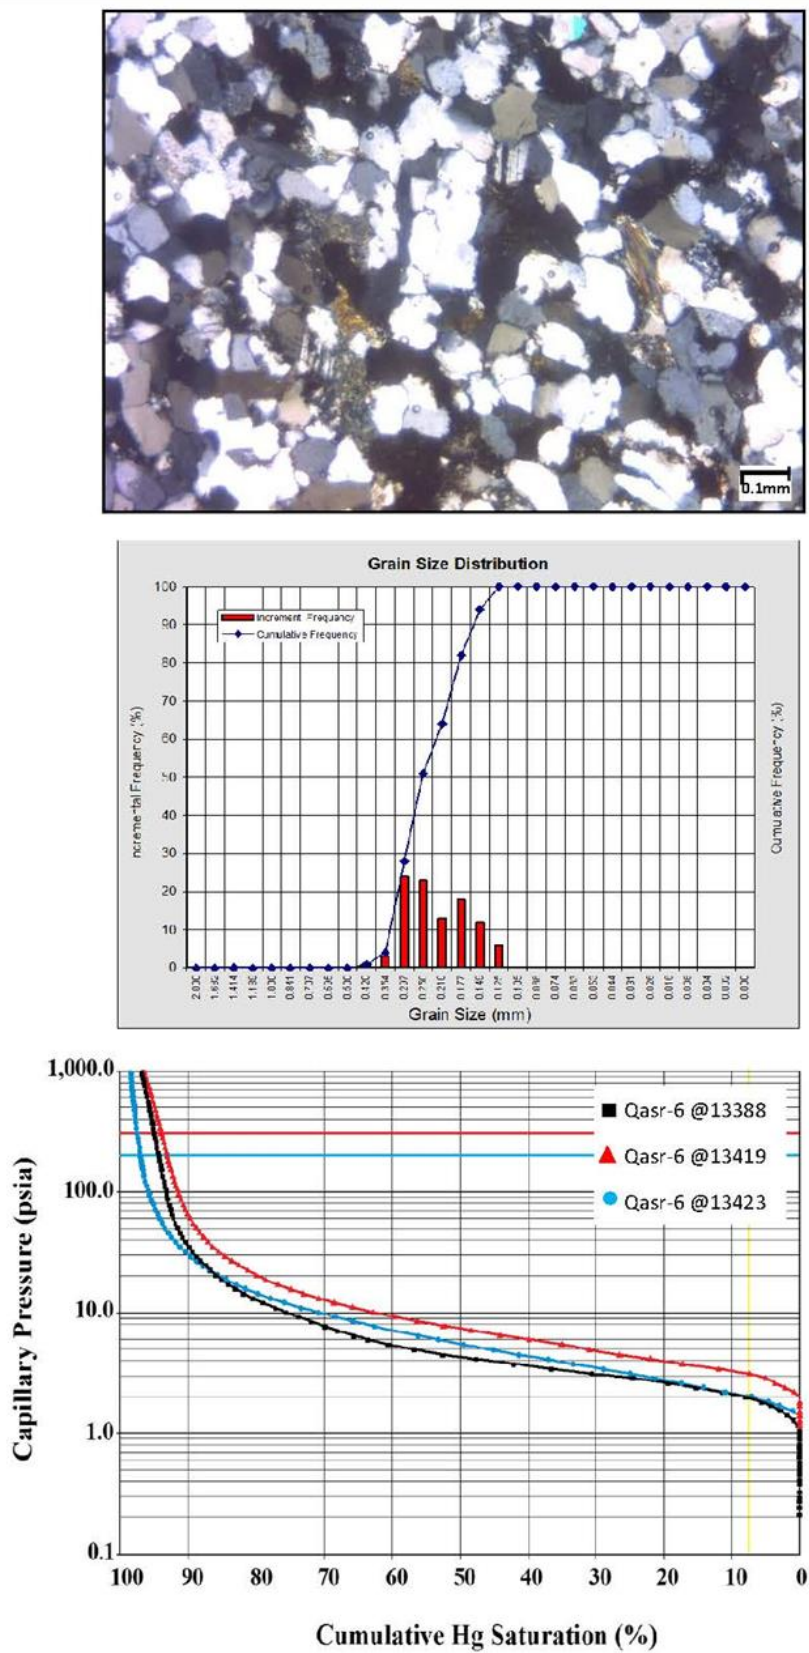 0.1mm
Grain Size Distribution
Increment Frequency
Cumulative Frequency
100
90
80
70
60
50
40
30
20
10
0
Incremental Frequency (%)
Cumulative Frequency (%)
Grain Size (mm)
1,000.0
100.0
10.0
1.0
0.1
Qasr-6 @13388
Qasr-6 @13419
Qasr-6 @13423
Capillary Pressure (psia)
100 90 80 70 60 50 40 30 20 10 0
Cumulative Hg Saturation (%)